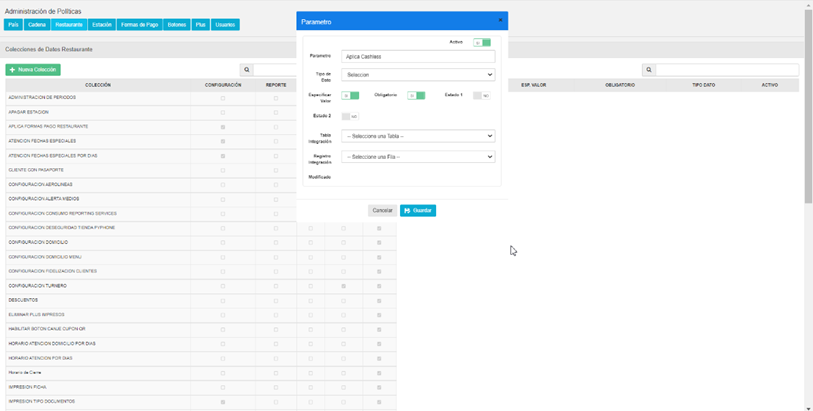 Administración de Políticas
País Cadena Restaurante Estación Formas de Pago Botones Plus Usuarios
Colecciones de Datos Restaurante
Nueva Colección
COLECCIÓN CONFIGURACIÓN REPORTE
ESP. VALOR OBLIGATORIO TIPO DATO ACTIVO
ADMINISTRACION DE PERIODOS
APAGAR ESTACION
APLICA FORMAS PAGO RESTAURANTE
ATENCION FECHAS ESPECIALES
ATENCION FECHAS ESPECIALES POR DIAS
CLIENTE CON PASAPORTE
CONFIGURACION AEROLINEAS
CONFIGURACION ALERTA MEDIOS
CONFIGURACION CONSUMO REPORTING SERVICES
CONFIGURACION DESEGURIDAD TIENDA PYPHONE
CONFIGURACION DOMICILIO
CONFIGURACION DOMICILIO MENU
CONFIGURACION FIDELIZACION CLIENTES
CONFIGURACION TURNERO
DESCUENTOS
ELIMINAR PLUS IMPRESOS
HABILITAR BOTON CANJE CUPON QR
HORARIO ATENCION DOMICILIO POR DIAS
HORARIO ATENCION POR DIAS
Horario de Cierre
IMPRESION FICHA
IMPRESION TIPO DOCUMENTOS
Parametro
Activo
Parametro Aplica Cashless
Tipo de Dato Seleccion
Especificar Valor Obligatorio Estado 1 NO
Estado 2 NO
Tabla Integración -- Seleccione una Tabla --
Registro Integración -- Seleccione una Fila --
Modificado
Cancelar Guardar